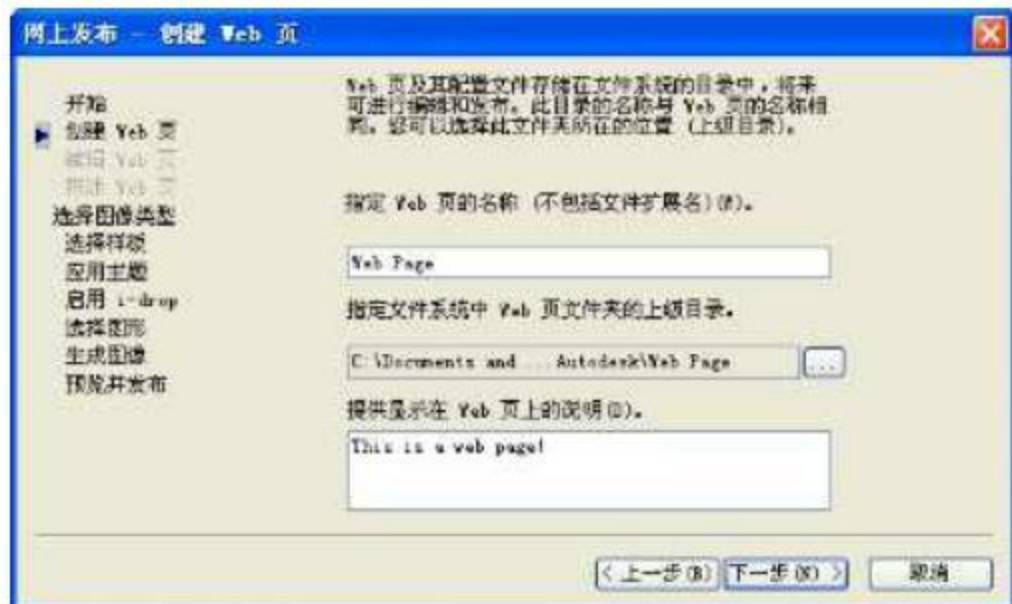 网上发布 - 创建 Web 页
开始
创建 Web 页
编辑 Web 页
描述 Web 页
选择图像类型
选择样板
应用主题
启用 i-drop
选择图形
生成图像
预览并发布
Web 页及其配置文件存储在文件系统的目录中，将来
可进行编辑和发布。此目录的名称与 Web 页的名称相
同。您可以选择此文件夹所在的位置 (上级目录)。
指定 Web 页的名称 (不包括文件扩展名)(W)。
Web Page
指定文件系统中 Web 页文件夹的上级目录。
C:\Documents and ...Autodesk\Web Page
...
提供显示在 Web 页上的说明(D)。
This is a web page!
< 上一步(B)
下一步(N) >
取消